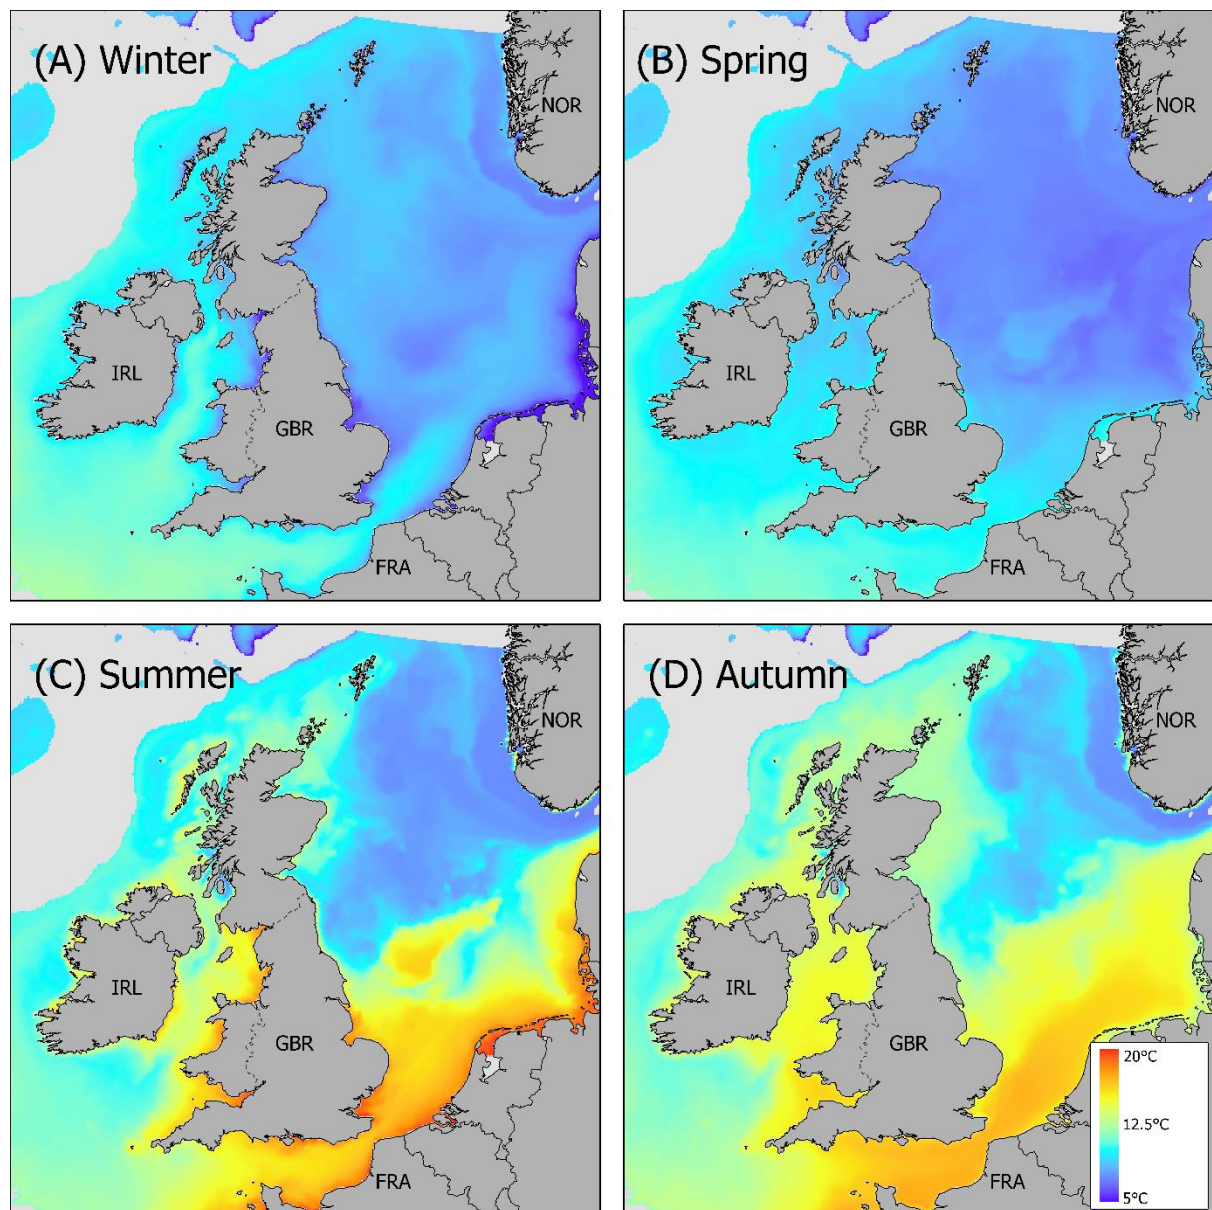 (A) Winter
NOR
IRL
GBR
FRA
(B) Spring
NOR
IRL
GBR
FRA
(C) Summer
NOR
IRL
GBR
FRA
(D) Autumn
NOR
IRL
GBR
FRA
20°C
12.5°C
5°C